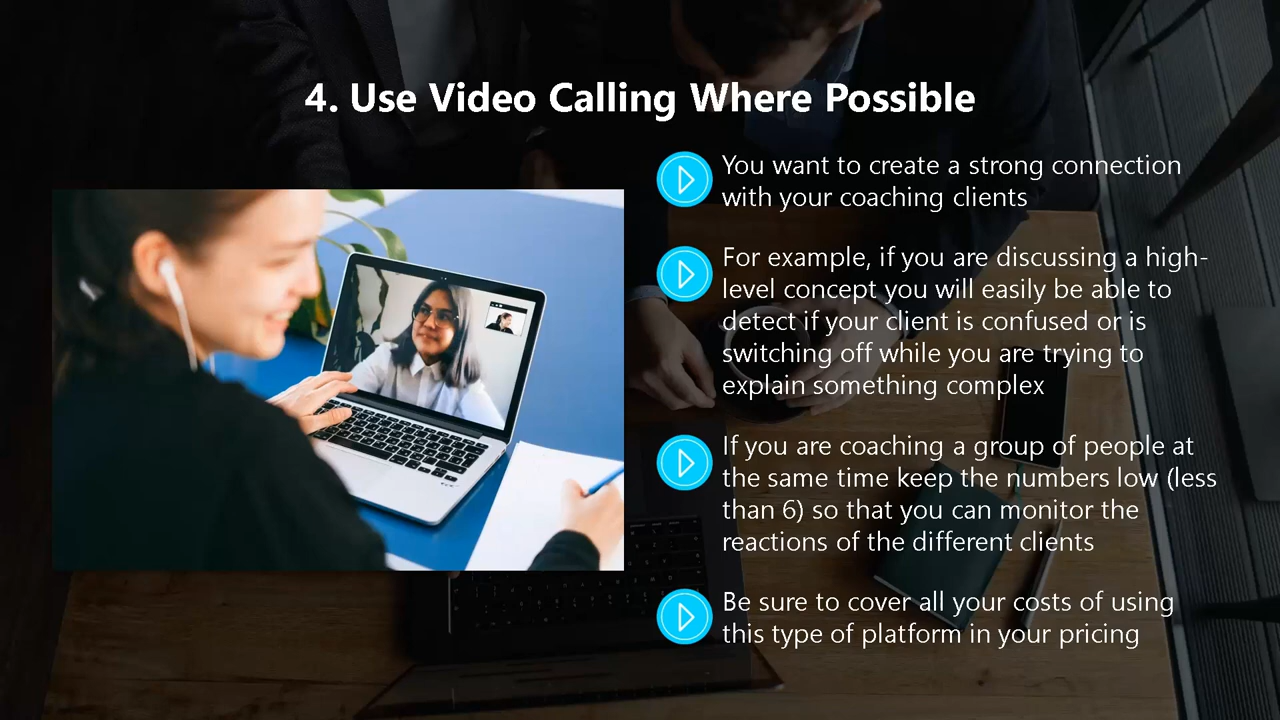 4. Use Video Calling Where Possible
You want to create a strong connection
with your coaching clients
For example, if you are discussing a high-
level concept you will easily be able to
detect if your client is confused or is
switching off while you are trying to
explain something complex
If you are coaching a group of people at
the same time keep the numbers low (less
than 6) so that you can monitor the
reactions of the different clients
Be sure to cover all your costs of using
this type of platform in your pricing